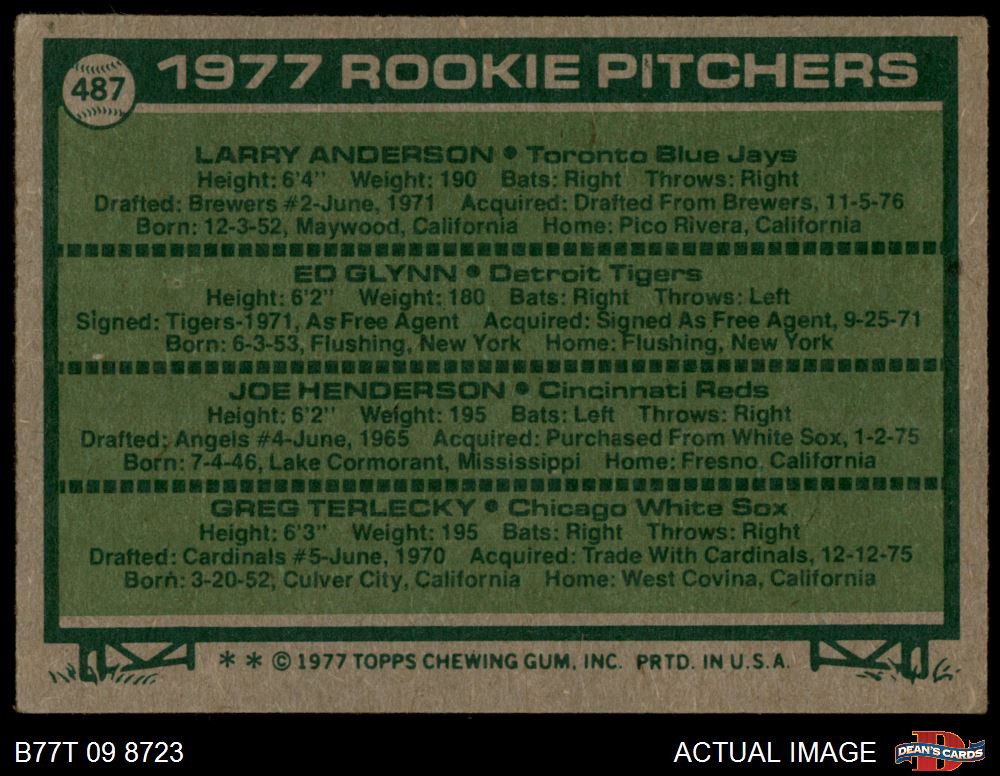 487
1977 ROOKIE PITCHERS
LARRY ANDERSON • Toronto Blue Jays
Height: 6'4" Weight: 190 Bats: Right Throws: Right
Drafted: Brewers #2-June, 1971 Acquired: Drafted From Brewers, 11-5-76
Born: 12-3-52, Maywood, California Home: Pico Rivera, California
ED GLYNN • Detroit Tigers
Height: 6'2" Weight: 180 Bats: Right Throws: Left
Signed: Tigers-1971, As Free Agent Acquired: Signed As Free Agent, 9-25-71
Born: 6-3-53, Flushing, New York Home: Flushing, New York
JOE HENDERSON • Cincinnati Reds
Height: 6'2" Weight: 195 Bats: Left Throws: Right
Drafted: Angels #4-June, 1965 Acquired: Purchased From White Sox, 1-2-75
Born: 7-4-46, Lake Cormorant, Mississippi Home: Fresno, California
GREG TERLECKY • Chicago White Sox
Height: 6'3" Weight: 195 Bats: Right Throws: Right
Drafted: Cardinals #5-June, 1970 Acquired: Trade With Cardinals, 12-12-75
Born: 3-20-52, Culver City, California Home: West Covina, California
* * © 1977 TOPPS CHEWING GUM, INC. PRTD. IN U.S.A.
B77T 09 8723
ACTUAL IMAGE
D
DEAN'S CARDS